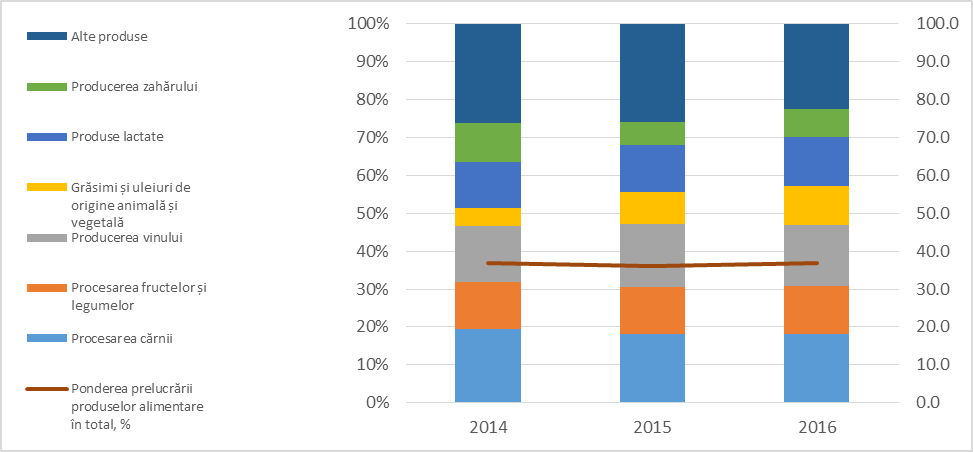 Alte produse
Producerea zahărului
Produse lactate
Grăsimi și uleiuri de
origine animală și
vegetală
Producerea vinului
Procesarea fructelor și
legumelor
Procesarea cărnii
Ponderea prelucrării
produselor alimentare
în total, %
100%
90%
80%
70%
60%
50%
40%
30%
20%
10%
0%
100.0
90.0
80.0
70.0
60.0
50.0
40.0
30.0
20.0
10.0
0.0
2014
2015
2016